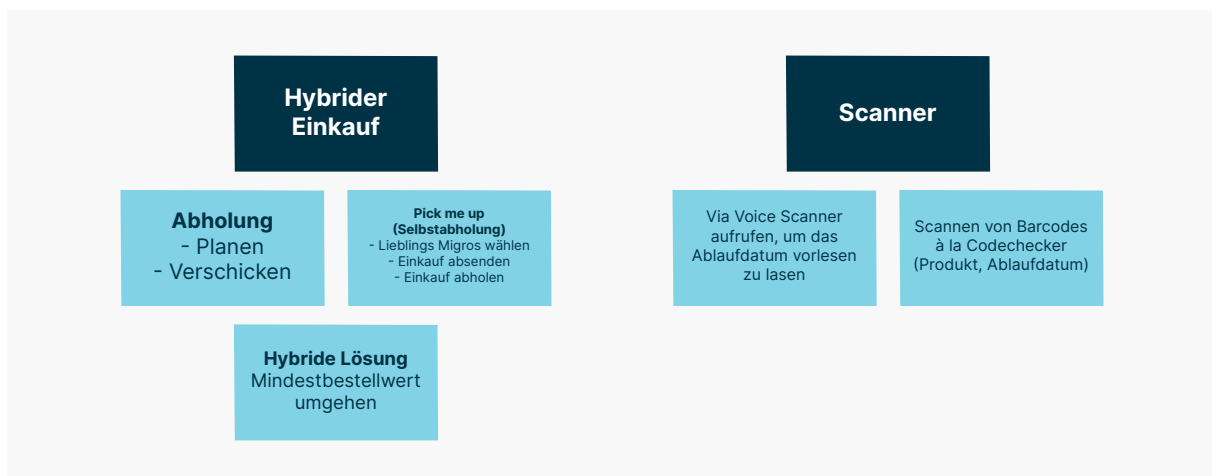 Hybrider
Einkauf
Abholung
- Planen
- Verschicken
Pick me up
(Selbstabholung)
- Lieblings Migros wählen
- Einkauf absenden
- Einkauf abholen
Hybride Lösung
Mindestbestellwert
umgehen
Scanner
Via Voice Scanner
aufrufen, um das
Ablaufdatum vorlesen
zu lasen
Scannen von Barcodes
à la Codechecker
(Produkt, Ablaufdatum)